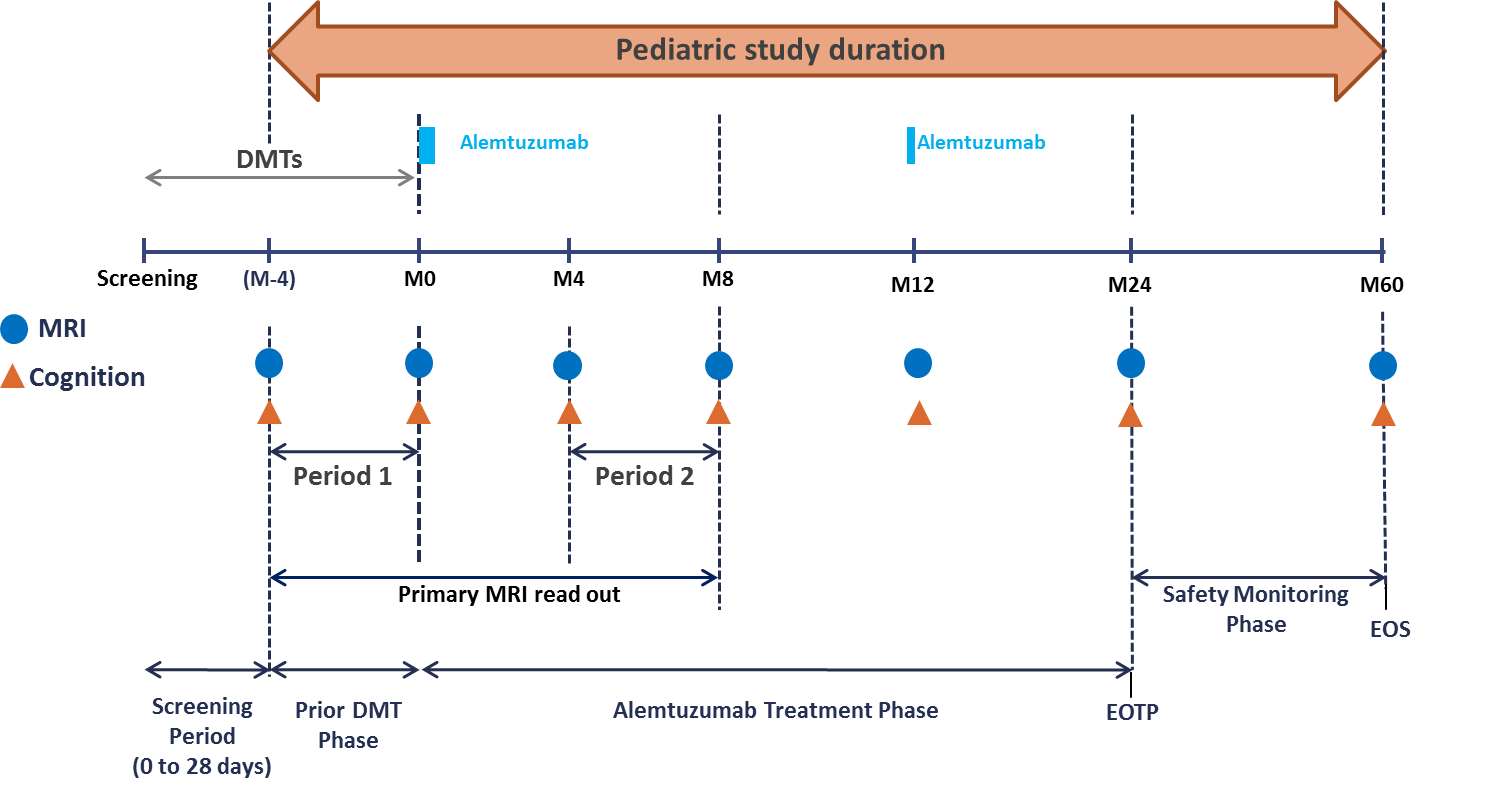 Pediatric study duration
Alemtuzumab
Alemtuzumab
DMTs
Screening
(M-4)
M0
M4
M8
M12
M24
M60
MRI
Cognition
Period 1
Period 2
Primary MRI read out
Safety Monitoring
Phase
EOS
Screening
Period
(0 to 28 days)
Prior DMT
Phase
Alemtuzumab Treatment Phase
EOTP